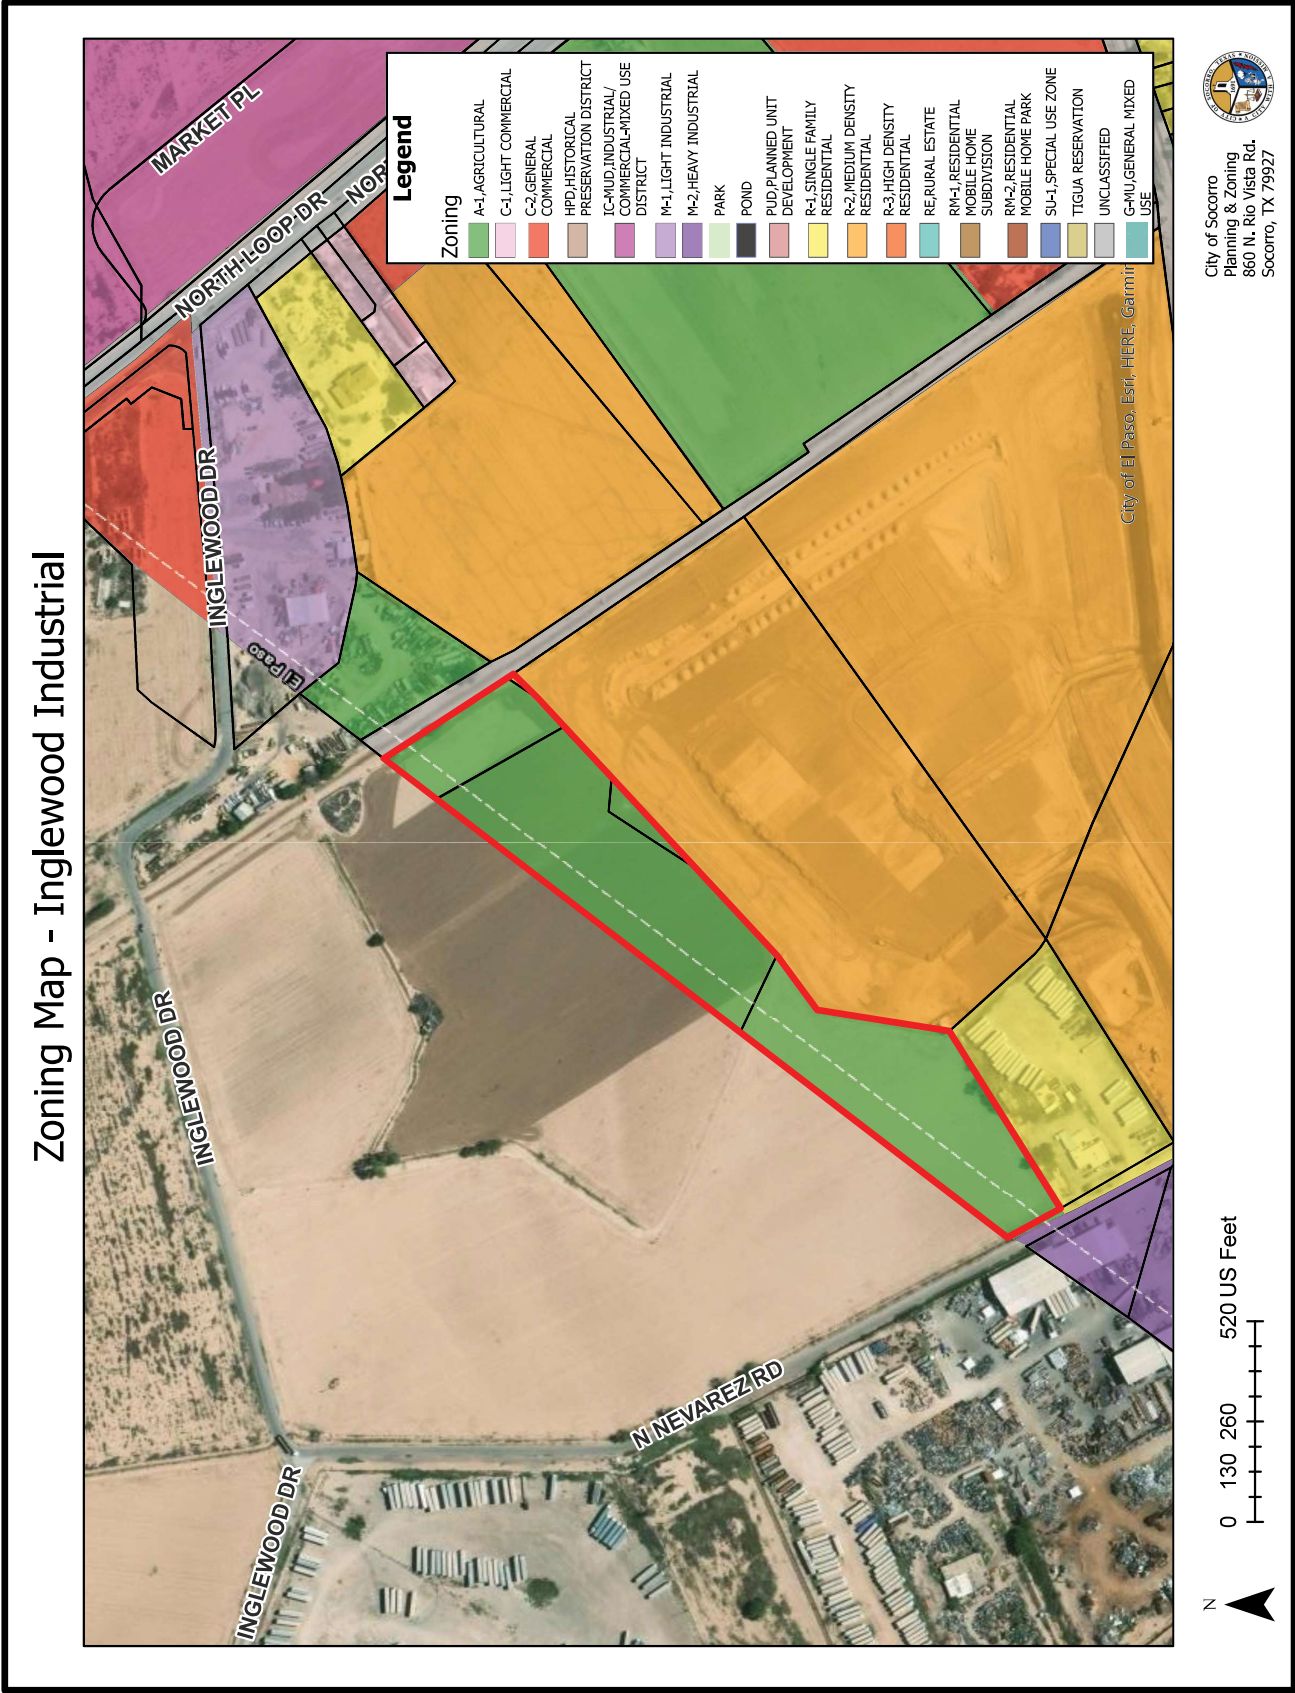 Zoning Map - Inglewood Industrial
MARKET PL
NORTH LOOP DR
NOR
INGLEWOOD DR
El Paso
INGLEWOOD DR
INGLEWOOD DR
N NEVAREZ RD
Legend
Zoning
A-1,AGRICULTURAL
C-1,LIGHT COMMERCIAL
C-2,GENERAL
COMMERCIAL
HPD,HISTORICAL
PRESERVATION DISTRICT
IC-MUD,INDUSTRIAL/
COMMERCIAL-MIXED USE
DISTRICT
M-1,LIGHT INDUSTRIAL
M-2,HEAVY INDUSTRIAL
PARK
POND
PUD,PLANNED UNIT
DEVELOPMENT
R-1,SINGLE FAMILY
RESIDENTIAL
R-2,MEDIUM DENSITY
RESIDENTIAL
R-3,HIGH DENSITY
RESIDENTIAL
RE,RURAL ESTATE
RM-1,RESIDENTIAL
MOBILE HOME
SUBDIVISION
RM-2,RESIDENTIAL
MOBILE HOME PARK
SU-1,SPECIAL USE ZONE
TIGUA RESERVATION
UNCLASSIFIED
G-MU,GENERAL MIXED
USE
City of El Paso, Esri, HERE, Garmin
N
0 130 260 520 US Feet
City of Socorro
Planning & Zoning
860 N. Rio Vista Rd.
Socorro, TX 79927